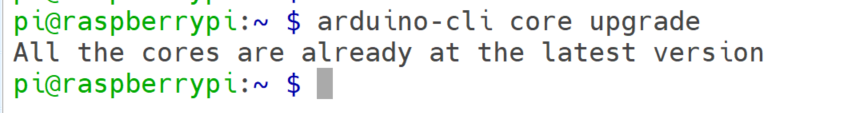 pi@raspberrypi:~ $ arduino-cli core upgrade
All the cores are already at the latest version
pi@raspberrypi:~ $